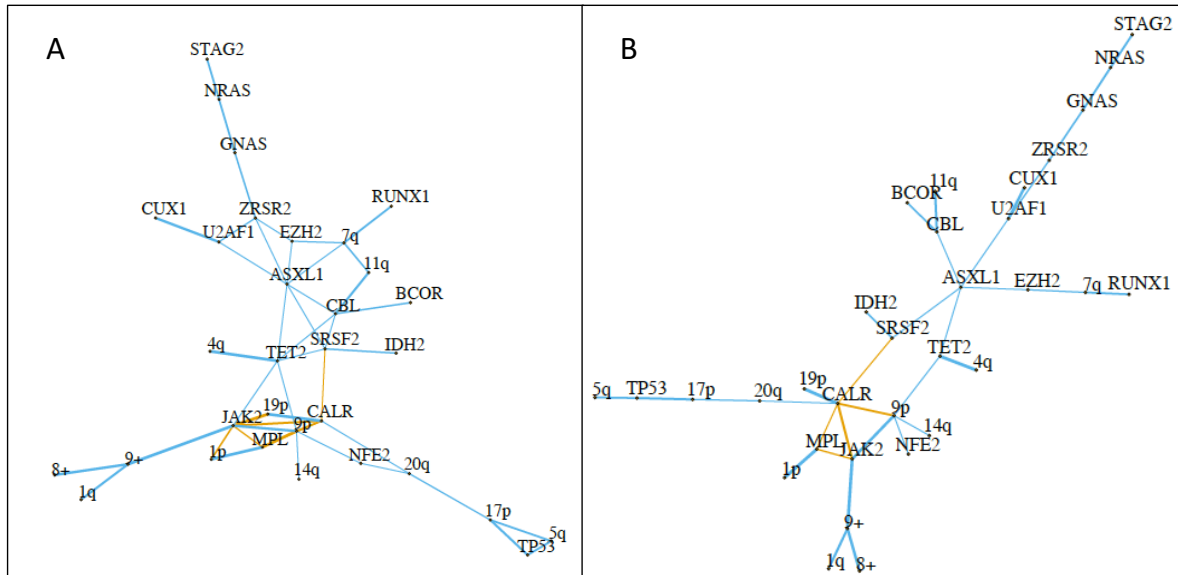 A
STAG2
NRAS
GNAS
RUNX1
CUX1
ZRSR2
U2AF1
EZH2
7q
11q
ASXL1
BCOR
CBL
SRSF2
IDH2
4q
TET2
19p
CALR
JAK2
9p
MPL
1p
NFE2
14q
20q
9+
8+
1q
17p
5q
TP53
B
STAG2
NRAS
GNAS
ZRSR2
CUX1
11q
BCOR
U2AF1
CBL
ASXL1
EZH2
7q
RUNX1
IDH2
SRSF2
TET2
4q
19p
CALR
5q
TP53
17p
20q
9p
14q
NFE2
MPL
JAK2
1p
9+
1q
8+